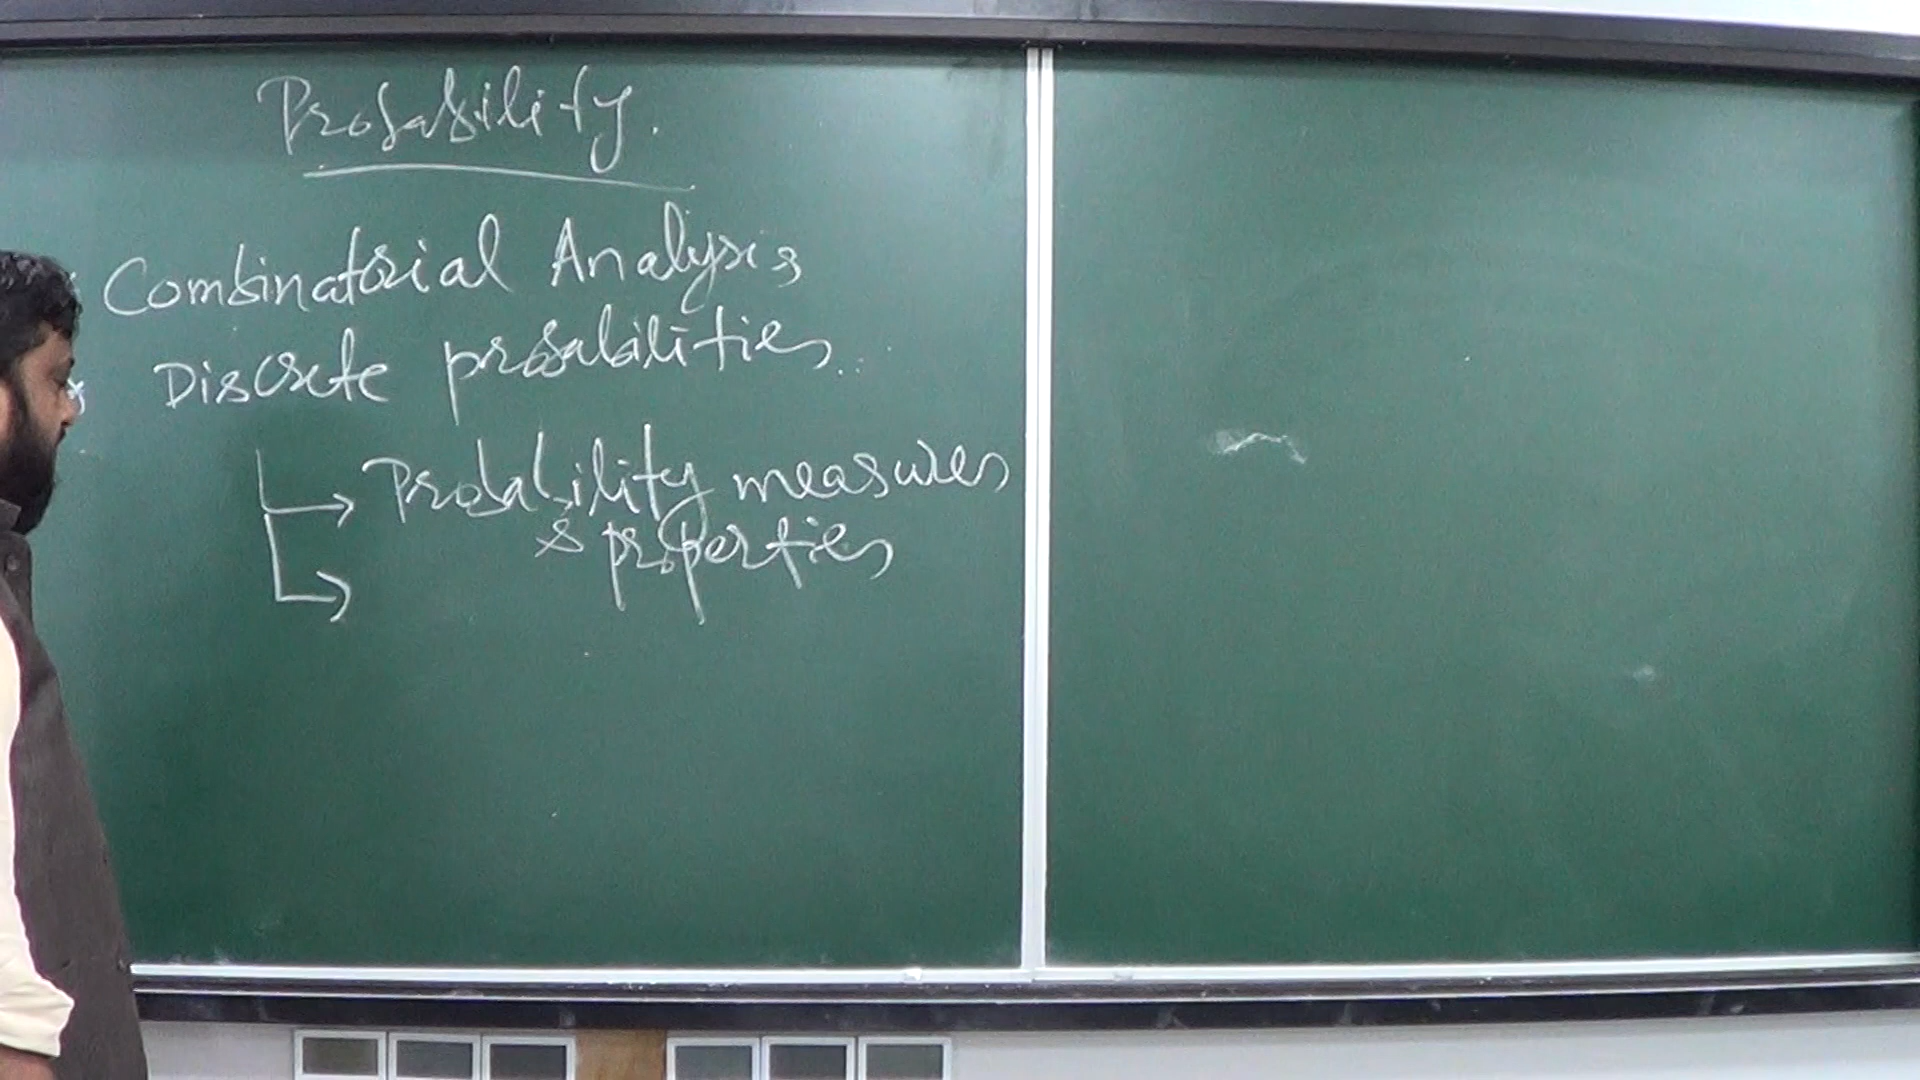 Probability.
* Combinatorial Analysis
* Discrete probabilities...
→ Probability measures
& properties
→